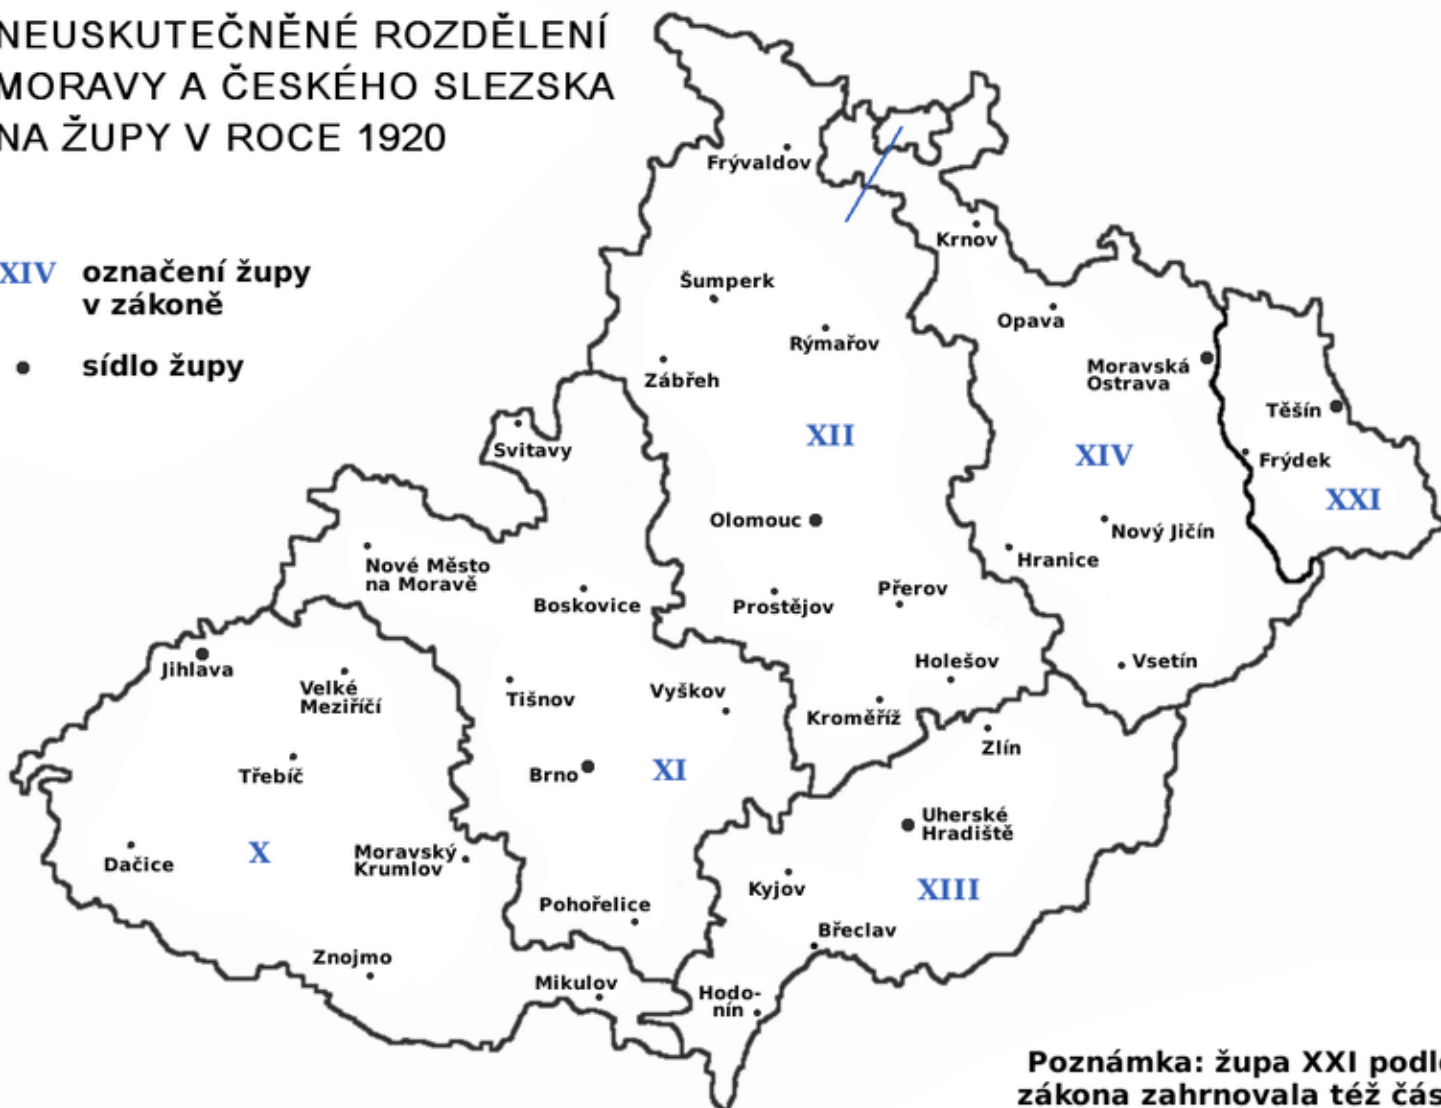 NEUSKUTEČNĚNÉ ROZDĚLENÍ
MORAVY A ČESKÉHO SLEZSKA
NA ŽUPY V ROCE 1920
XIV označení župy
v zákoně
sídlo župy
Frývaldov
Krnov
Šumperk
Opava
Rýmařov
Moravská
Ostrava
Zábřeh
Těšín
XII
Svitavy
XIV
Frýdek
XXI
Olomouc
Nový Jičín
Nové Město
na Moravě
Hranice
Boskovice
Prostějov
Přerov
Jihlava
Holešov
Vsetín
Velké
Meziříčí
Tišnov
Vyškov
Kroměříž
Zlín
Třebíč
Brno
XI
Uherské
Hradiště
Dačice
X
Moravský
Krumlov
Kyjov
XIII
Pohořelice
Břeclav
Znojmo
Mikulov
Hodo-
nín
Poznámka: župa XXI podl
zákona zahrnovala též čás